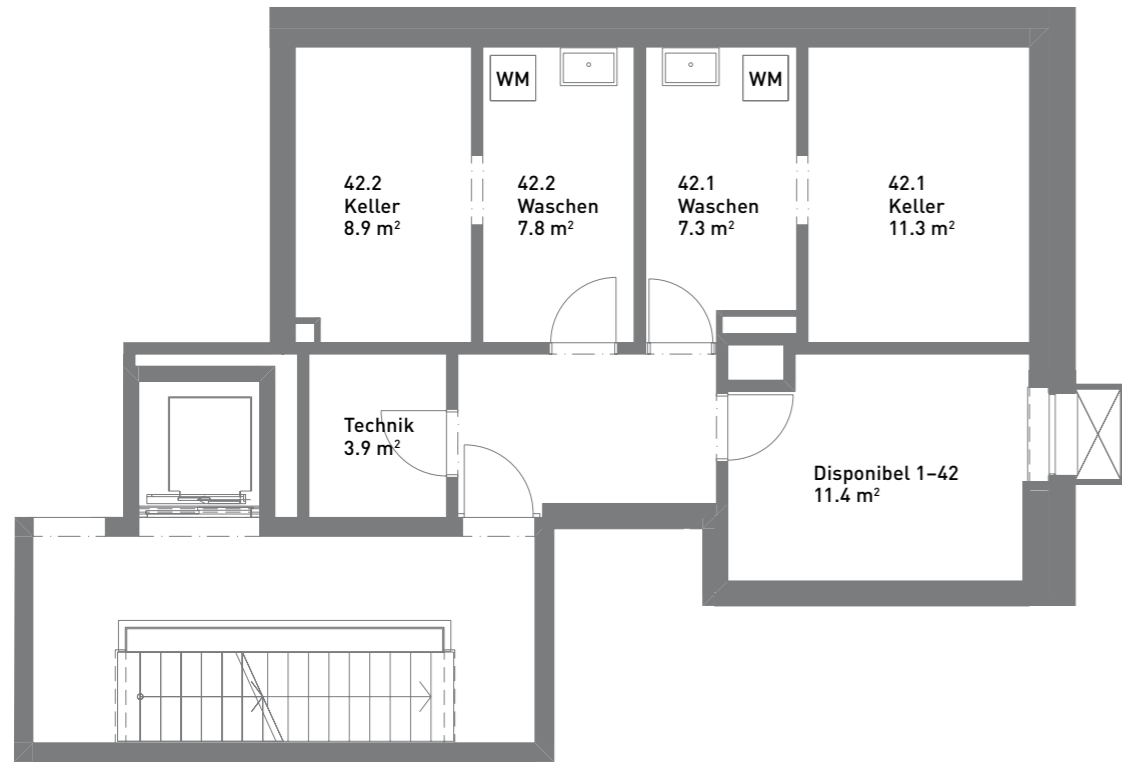 WM
WM
42.2
Keller
8.9 m²
42.2
Waschen
7.8 m²
42.1
Waschen
7.3 m²
42.1
Keller
11.3 m²
Technik
3.9 m²
Disponibel 1–42
11.4 m²